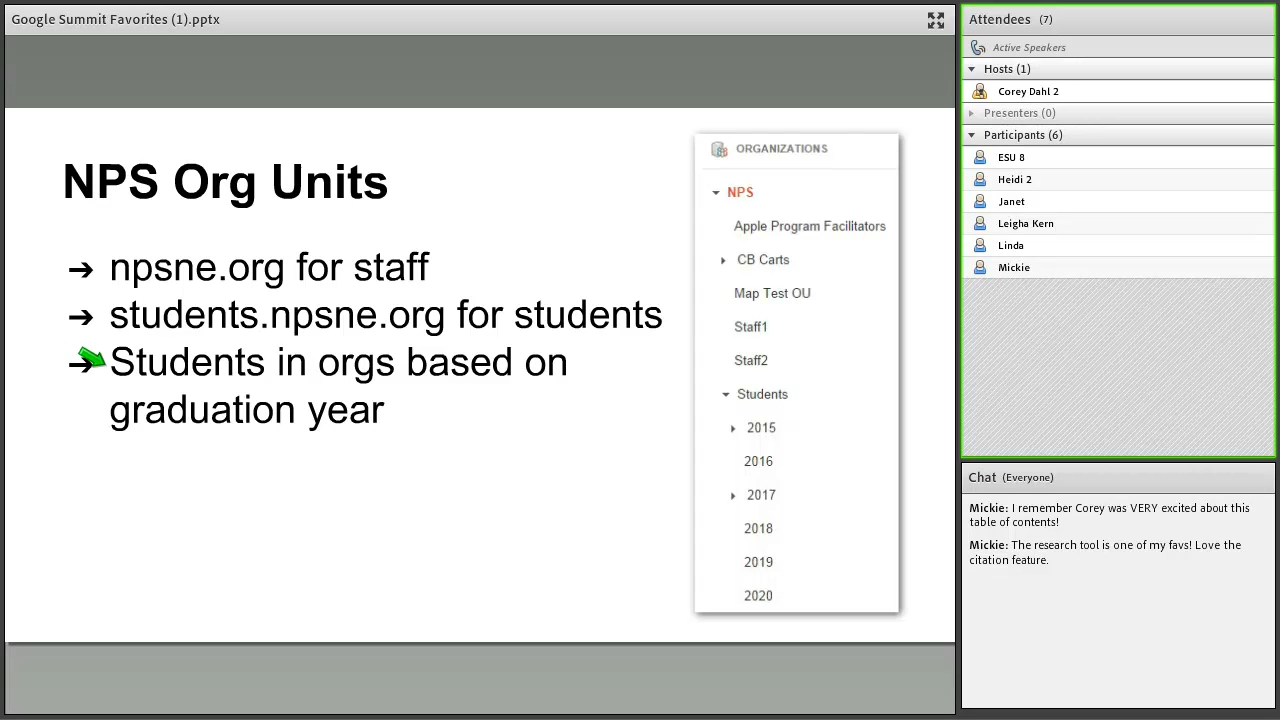 Google Summit Favorites (1).pptx
NPS Org Units
➔ npsne.org for staff
➔ students.npsne.org for students
➔ Students in orgs based on
graduation year
ORGANIZATIONS
NPS
Apple Program Facilitators
CB Carts
Map Test OU
Staff1
Staff2
Students
2015
2016
2017
2018
2019
2020
Attendees (7)
Active Speakers
Hosts (1)
Corey Dahl 2
Presenters (0)
Participants (6)
ESU 8
Heidi 2
Janet
Leigha Kern
Linda
Mickie
Chat (Everyone)
Mickie: I remember Corey was VERY excited about this
table of contents!
Mickie: The research tool is one of my favs! Love the
citation feature.